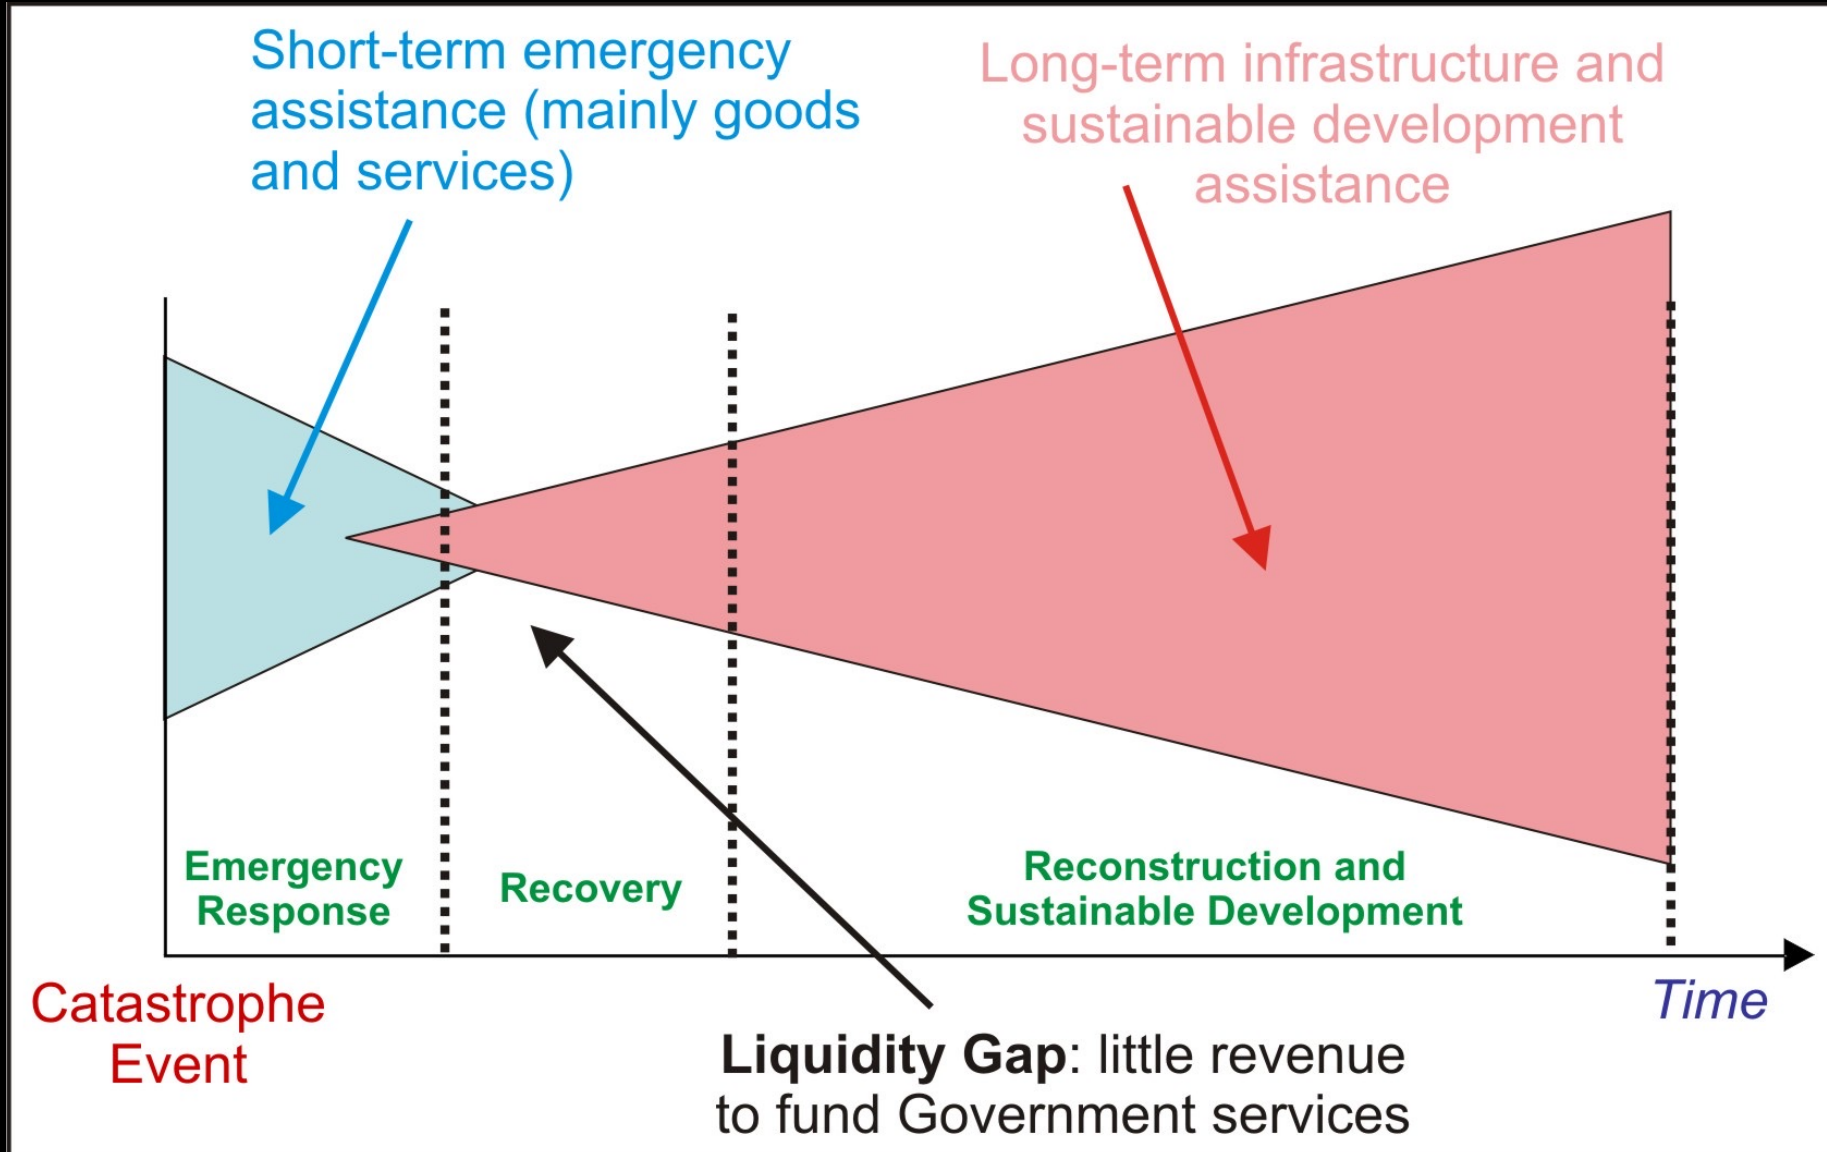 Short-term emergency
assistance (mainly goods
and services)
Long-term infrastructure and
sustainable development
assistance
Emergency
Response
Recovery
Reconstruction and
Sustainable Development
Catastrophe
Event
Time
Liquidity Gap: little revenue
to fund Government services